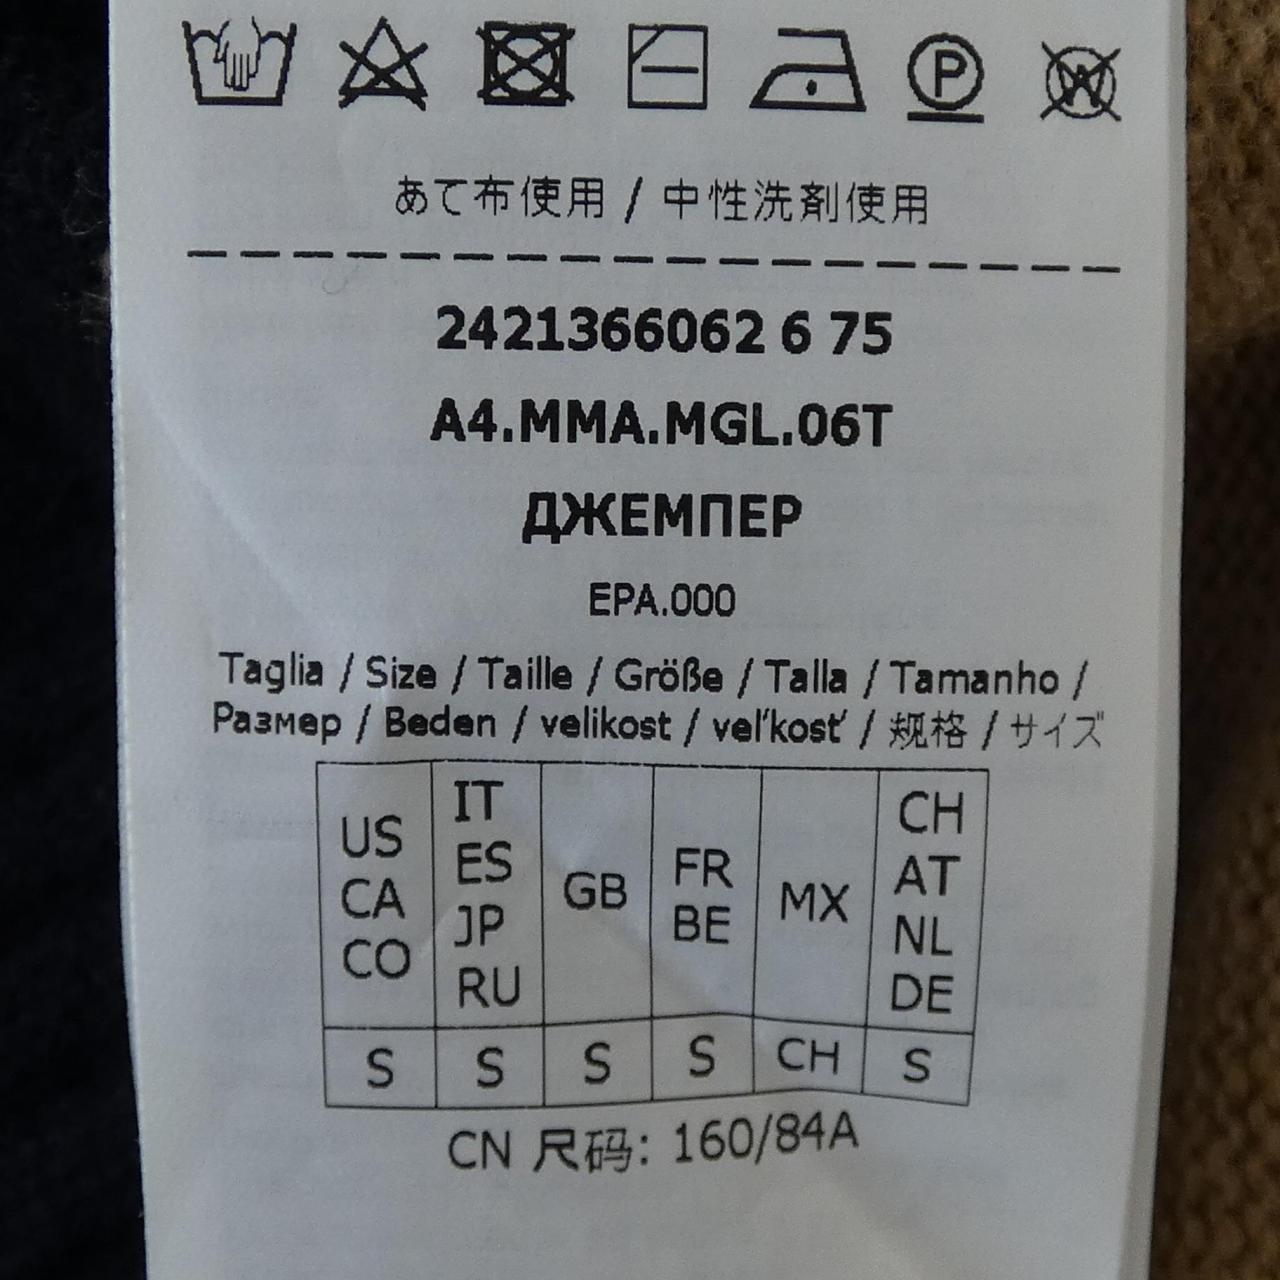 P W
あて布使用 / 中性洗剤使用
2421366062 6 75
A4.MMA.MGL.06T
ДЖЕМПЕР
EPA.000
Taglia / Size / Taille / Größe / Talla / Tamanho /
Размер / Beden / velikost / veľkosť / 规格 / サイズ
US CA CO IT ES JP RU GB FR BE MX CH AT NL DE
S S S S CH S
CN 尺码: 160/84A